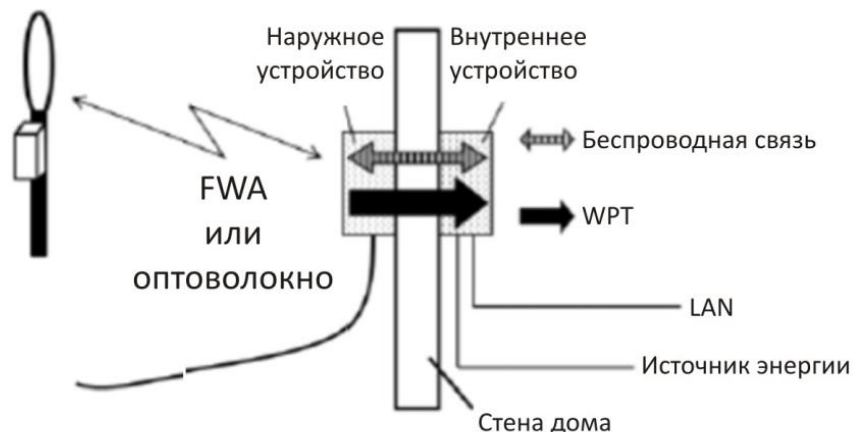 Наружное
устройство
Внутреннее
устройство
Беспроводная связь
FWA
или
оптоволокно
WPT
LAN
Источник энергии
Стена дома